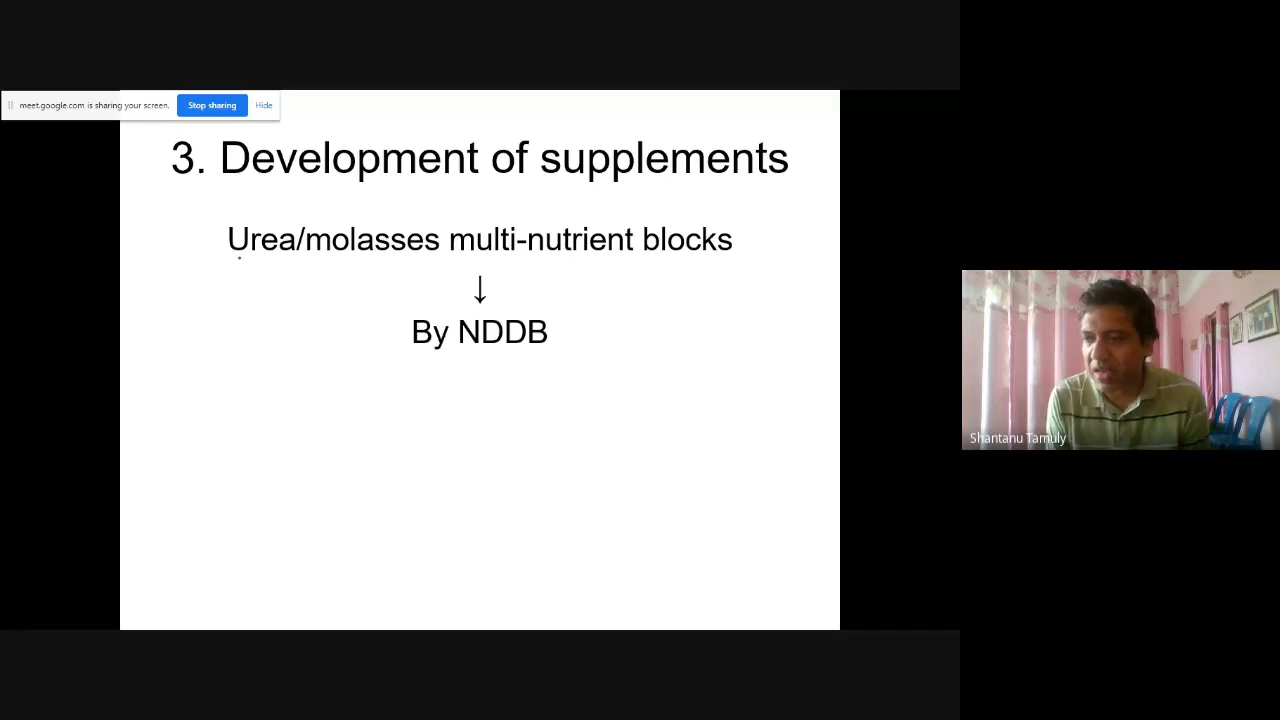 meet.google.com is sharing your screen. Stop sharing Hide
3. Development of supplements
Urea/molasses multi-nutrient blocks
↓
By NDDB
Shantanu Tamuly